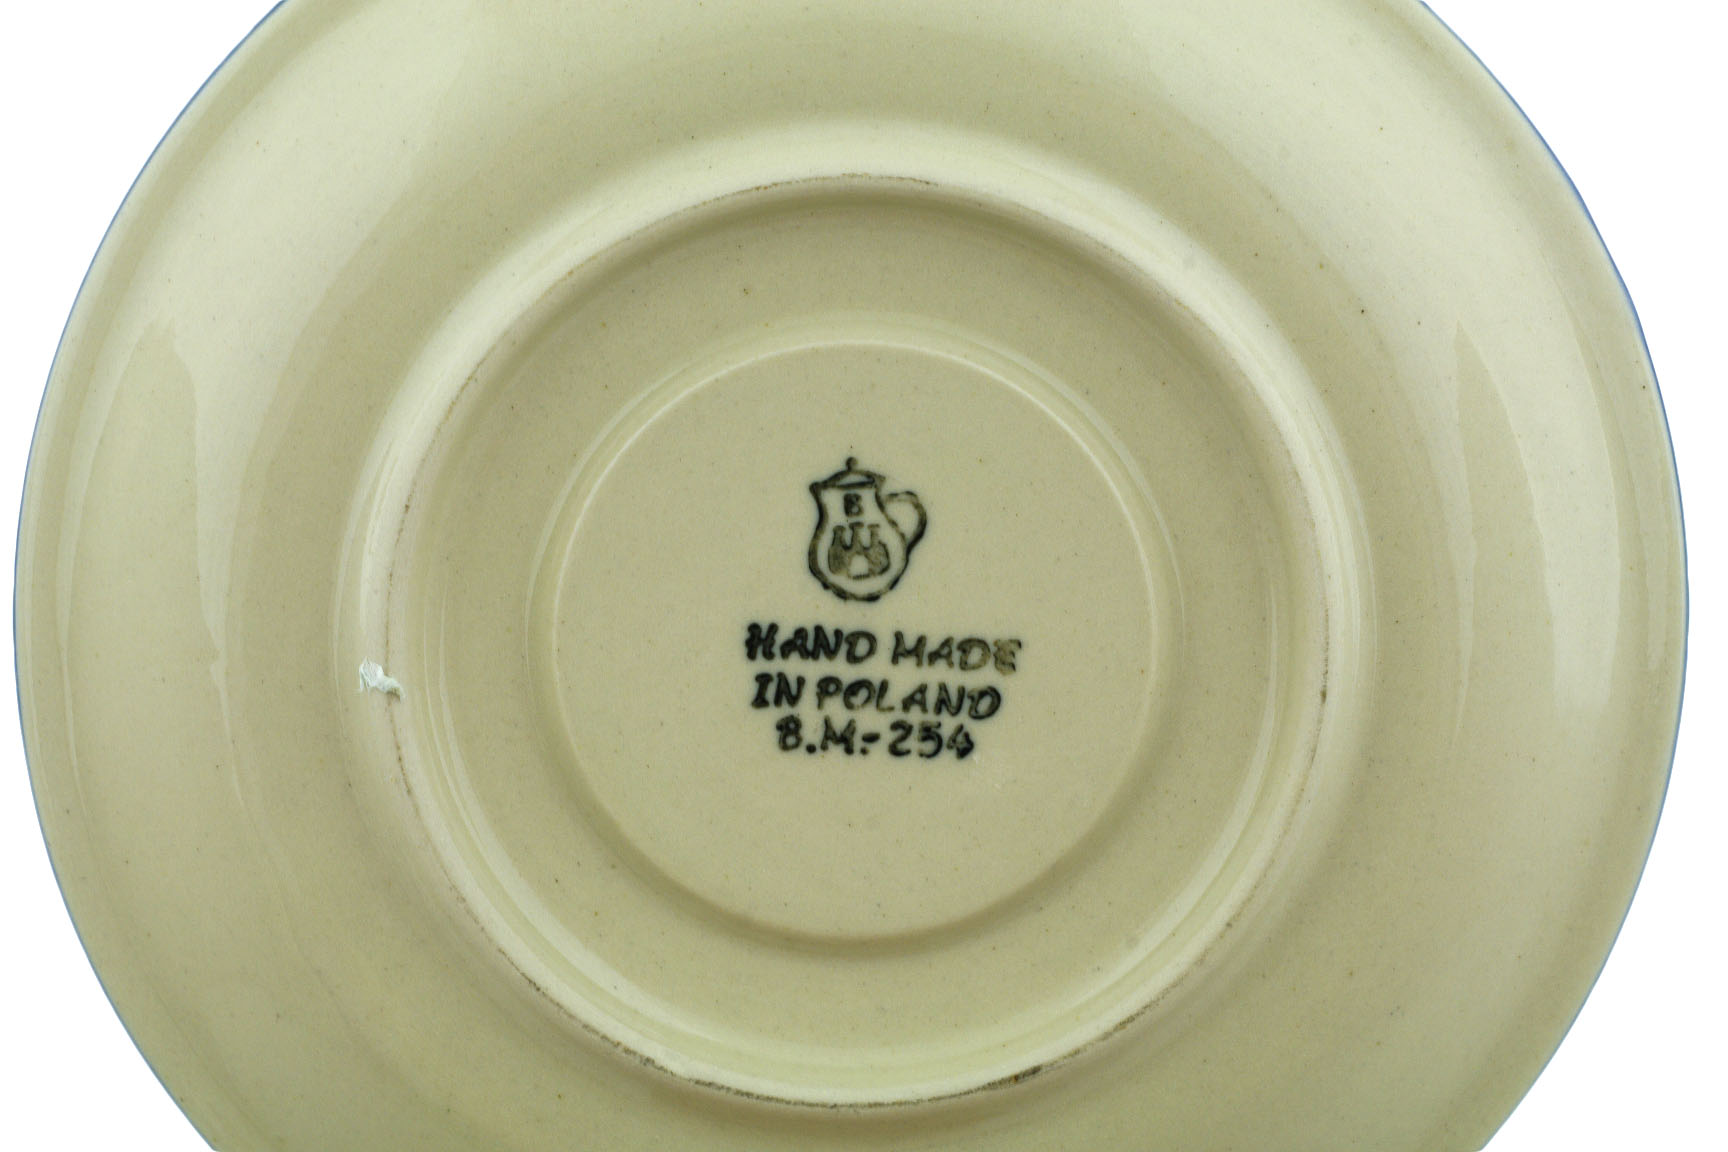 B
HAND MADE
IN POLAND
B.M.-254